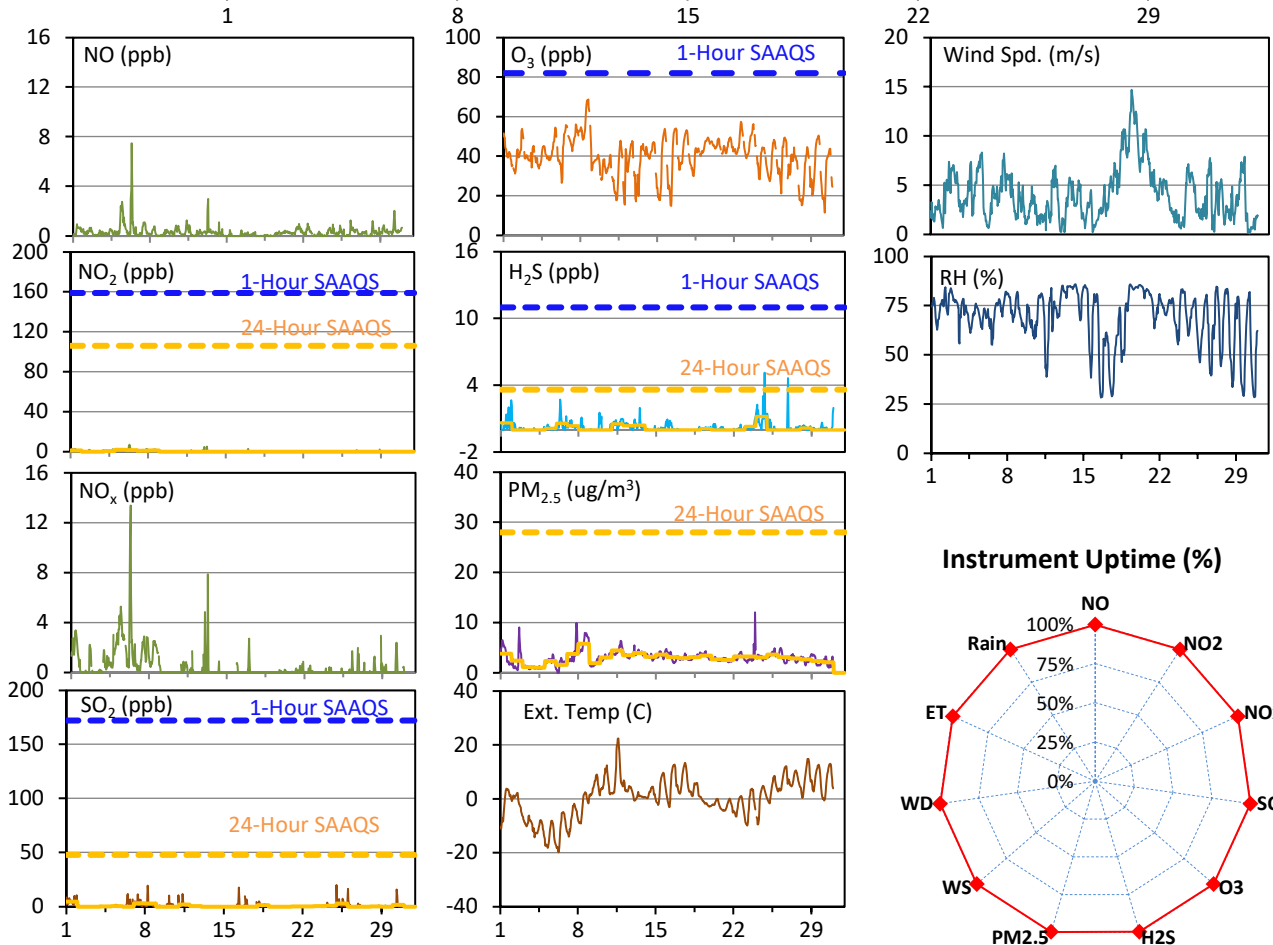 1 8 15 22 29
NO (ppb)
16
12
8
4
0
O3 (ppb)
1-Hour SAAQS
100
80
60
40
20
0
Wind Spd. (m/s)
20
15
10
5
0
NO2 (ppb)
1-Hour SAAQS
24-Hour SAAQS
200
160
120
80
40
0
H2S (ppb)
1-Hour SAAQS
24-Hour SAAQS
16
10
4
-2
RH (%)
100
75
50
25
0
1 8 15 22 29
NOx (ppb)
16
12
8
4
0
PM2.5 (ug/m³)
24-Hour SAAQS
40
30
20
10
0
SO2 (ppb)
1-Hour SAAQS
24-Hour SAAQS
200
150
100
50
0
1 8 15 22 29
Ext. Temp (C)
40
20
0
-20
-40
1 8 15 22 29
Instrument Uptime (%)
NO
NO2
NO
SO
O3
H2S
PM2.5
WS
WD
ET
Rain
100%
75%
50%
25%
0%